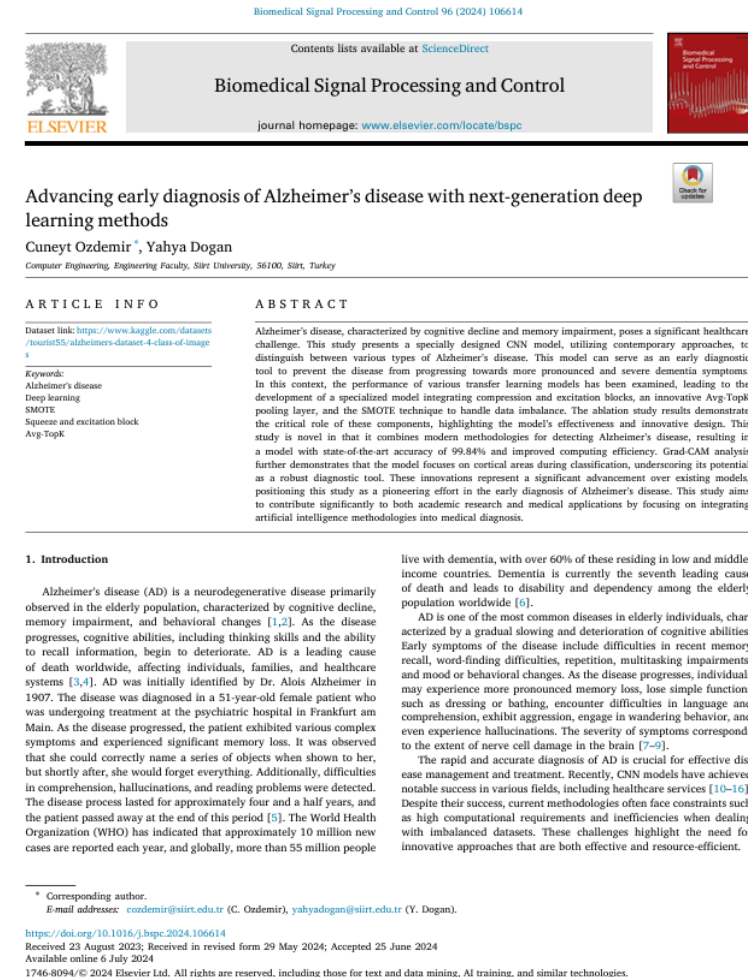 Biomedical Signal Processing and Control 96 (2024) 106614
Contents lists available at ScienceDirect
Biomedical Signal Processing and Control
journal homepage: www.elsevier.com/locate/bspc
ELSEVIER
Biomedical
Signal Processing
and Control
Check for
updates
Advancing early diagnosis of Alzheimer's disease with next-generation deep
learning methods
Cuneyt Ozdemir *, Yahya Dogan
Computer Engineering, Engineering Faculty, Siirt University, 56100, Siirt, Turkey
ARTICLE INFO
Dataset link: https://www.kaggle.com/datasets
/tourist55/alzheimers-dataset-4-class-of-image
s
Keywords:
Alzheimer's disease
Deep learning
SMOTE
Squeeze and excitation block
Avg-TopK
ABSTRACT
Alzheimer's disease, characterized by cognitive decline and memory impairment, poses a significant healthcare
challenge. This study presents a specially designed CNN model, utilizing contemporary approaches, to
distinguish between various types of Alzheimer's disease. This model can serve as an early diagnostic
tool to prevent the disease from progressing towards more pronounced and severe dementia symptoms.
In this context, the performance of various transfer learning models has been examined, leading to the
development of a specialized model integrating compression and excitation blocks, an innovative Avg-TopK
pooling layer, and the SMOTE technique to handle data imbalance. The ablation study results demonstrate
the critical role of these components, highlighting the model's effectiveness and innovative design. This
study is novel in that it combines modern methodologies for detecting Alzheimer's disease, resulting in
a model with state-of-the-art accuracy of 99.84% and improved computing efficiency. Grad-CAM analysis
further demonstrates that the model focuses on cortical areas during classification, underscoring its potential
as a robust diagnostic tool. These innovations represent a significant advancement over existing models,
positioning this study as a pioneering effort in the early diagnosis of Alzheimer's disease. This study aims
to contribute significantly to both academic research and medical applications by focusing on integrating
artificial intelligence methodologies into medical diagnosis.
1. Introduction
Alzheimer's disease (AD) is a neurodegenerative disease primarily
observed in the elderly population, characterized by cognitive decline,
memory impairment, and behavioral changes [1,2]. As the disease
progresses, cognitive abilities, including thinking skills and the ability
to recall information, begin to deteriorate. AD is a leading cause
of death worldwide, affecting individuals, families, and healthcare
systems [3,4]. AD was initially identified by Dr. Alois Alzheimer in
1907. The disease was diagnosed in a 51-year-old female patient who
was undergoing treatment at the psychiatric hospital in Frankfurt am
Main. As the disease progressed, the patient exhibited various complex
symptoms and experienced significant memory loss. It was observed
that she could correctly name a series of objects when shown to her,
but shortly after, she would forget everything. Additionally, difficulties
in comprehension, hallucinations, and reading problems were detected.
The disease process lasted for approximately four and a half years, and
the patient passed away at the end of this period [5]. The World Health
Organization (WHO) has indicated that approximately 10 million new
cases are reported each year, and globally, more than 55 million people
live with dementia, with over 60% of these residing in low and middle
income countries. Dementia is currently the seventh leading cause
of death and leads to disability and dependency among the elderly
population worldwide [6].
AD is one of the most common diseases in elderly individuals, char
acterized by a gradual slowing and deterioration of cognitive abilities
Early symptoms of the disease include difficulties in recent memory
recall, word-finding difficulties, repetition, multitasking impairments
and mood or behavioral changes. As the disease progresses, individual
may experience more pronounced memory loss, lose simple function
such as dressing or bathing, encounter difficulties in language and
comprehension, exhibit aggression, engage in wandering behavior, and
even experience hallucinations. The severity of symptoms correspond
to the extent of nerve cell damage in the brain [7–9].
The rapid and accurate diagnosis of AD is crucial for effective dis
ease management and treatment. Recently, CNN models have achieved
notable success in various fields, including healthcare services [10–16]
Despite their success, current methodologies often face constraints such
as high computational requirements and inefficiencies when dealing
with imbalanced datasets. These challenges highlight the need fo
innovative approaches that are both effective and resource-efficient.
* Corresponding author.
E-mail addresses: cozdemir@siirt.edu.tr (C. Ozdemir), yahyadogan@siirt.edu.tr (Y. Dogan).
https://doi.org/10.1016/j.bspc.2024.106614
Received 23 August 2023; Received in revised form 29 May 2024; Accepted 25 June 2024
Available online 6 July 2024
1746-8094/© 2024 Elsevier Ltd. All rights are reserved, including those for text and data mining, AI training, and similar technologies.